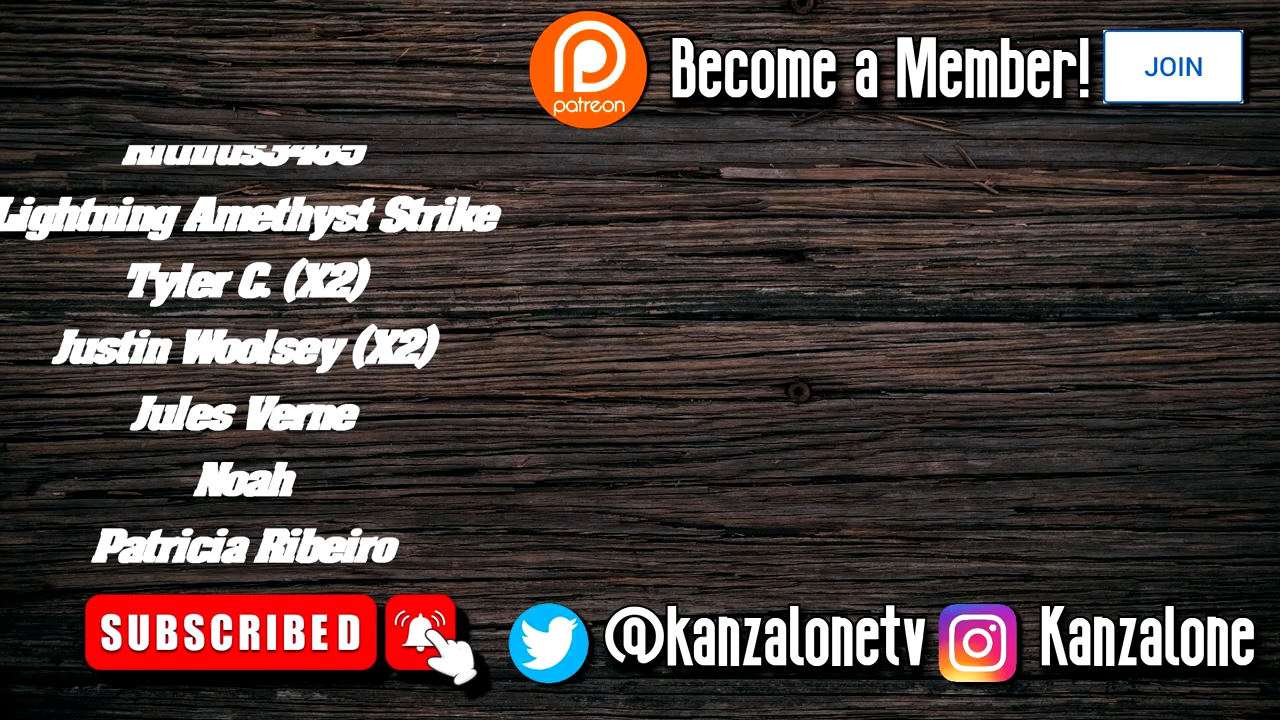 patreon
Become a Member!
JOIN
Lightning Amethyst Strike
Tyler C. (X2)
Justin Woolsey (X2)
Jules Verne
Noah
Patricia Ribeiro
SUBSCRIBED
@kanzalonetv
Kanzalone